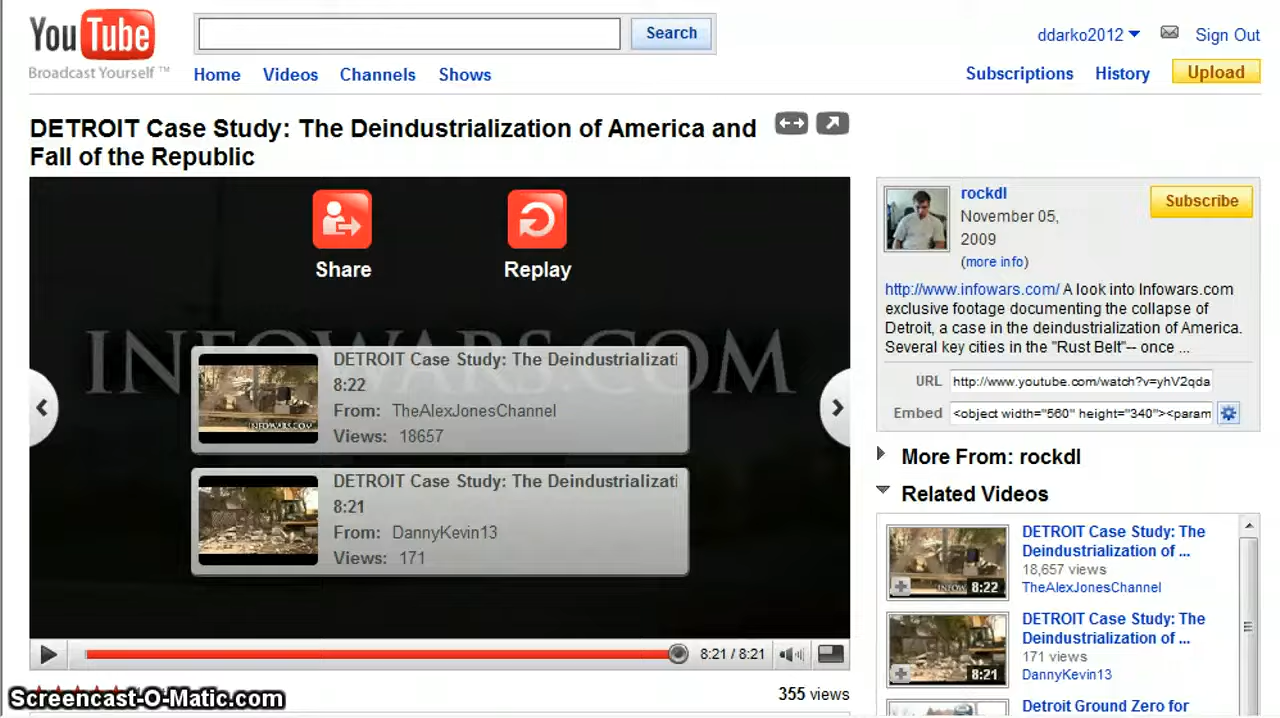 You Tube
Broadcast Yourself ™
Search
ddarko2012
Sign Out
Home Videos Channels Shows
Subscriptions History Upload
DETROIT Case Study: The Deindustrialization of America and
Fall of the Republic
Share
Replay
INFOWARS.COM
DETROIT Case Study: The Deindustrializati
8:22
From: TheAlexJonesChannel
Views: 18657
INFOWARS.COM
DETROIT Case Study: The Deindustrializati
8:21
From: DannyKevin13
Views: 171
8:21 / 8:21
355 views
Screencast-O-Matic.com
rockdl
November 05,
2009
(more info)
Subscribe
http://www.infowars.com/ A look into Infowars.com
exclusive footage documenting the collapse of
Detroit, a case in the deindustrialization of America.
Several key cities in the "Rust Belt"-- once ...
URL http://www.youtube.com/watch?v=yhV2qda
Embed <object width="560" height="340"><param
More From: rockdl
Related Videos
DETROIT Case Study: The
Deindustrialization of ...
18,657 views
TheAlexJonesChannel
INFOW
8:22
DETROIT Case Study: The
Deindustrialization of ...
171 views
DannyKevin13
8:21
Detroit Ground Zero for